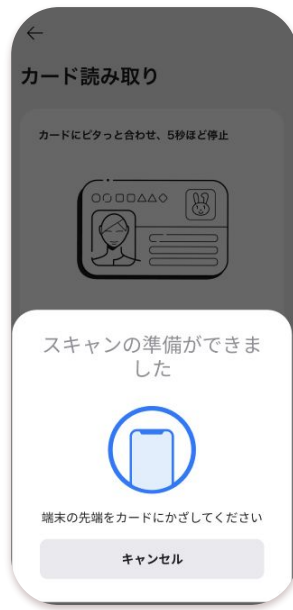 カード読み取り
カードにピタっと合わせ、5秒ほど停止
スキャンの準備ができま
した
端末の先端をカードにかざしてください
キャンセル